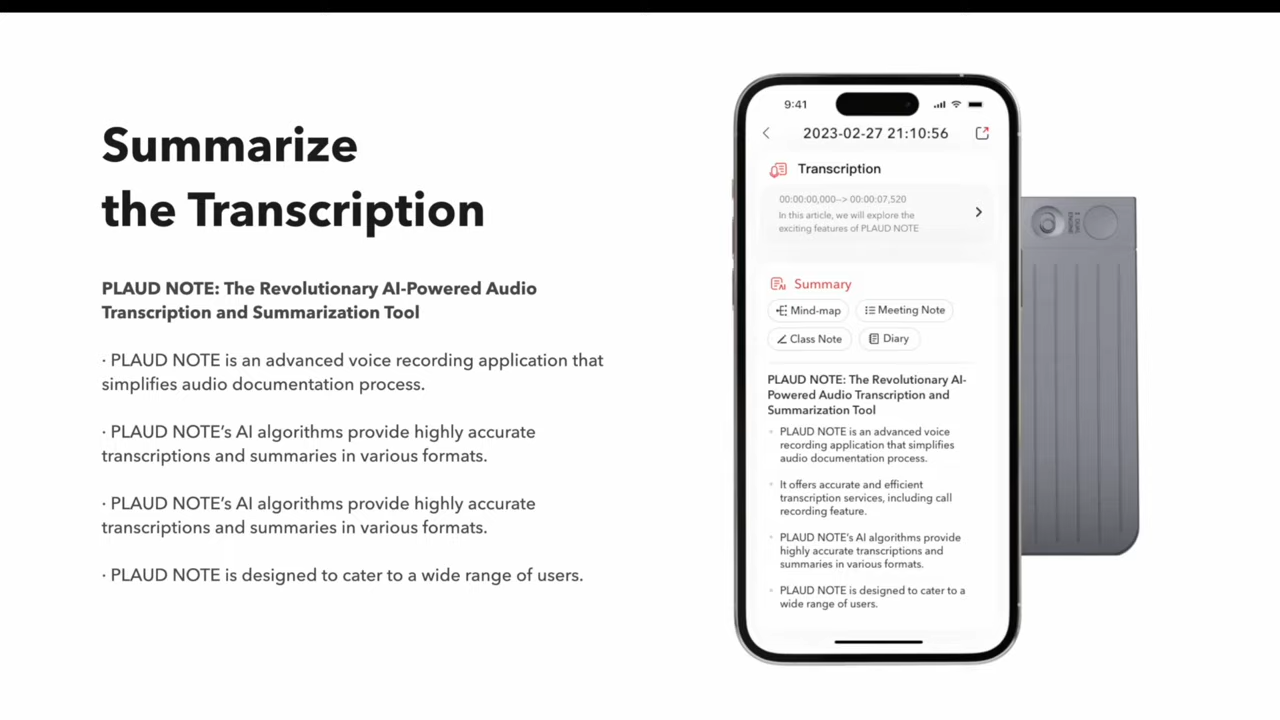 Summarize
the Transcription
PLAUD NOTE: The Revolutionary AI-Powered Audio
Transcription and Summarization Tool
· PLAUD NOTE is an advanced voice recording application that
simplifies audio documentation process.
· PLAUD NOTE's AI algorithms provide highly accurate
transcriptions and summaries in various formats.
· PLAUD NOTE's AI algorithms provide highly accurate
transcriptions and summaries in various formats.
· PLAUD NOTE is designed to cater to a wide range of users.
9:41
2023-02-27 21:10:56
Transcription
00:00:00,000--> 00:00:07,520
In this article, we will explore the
exciting features of PLAUD NOTE
Summary
Mind-map
Meeting Note
Class Note
Diary
PLAUD NOTE: The Revolutionary AI-
Powered Audio Transcription and
Summarization Tool
PLAUD NOTE is an advanced voice
recording application that simplifies
audio documentation process.
It offers accurate and efficient
transcription services, including call
recording feature.
PLAUD NOTE's AI algorithms provide
highly accurate transcriptions and
summaries in various formats.
PLAUD NOTE is designed to cater to a
wide range of users.